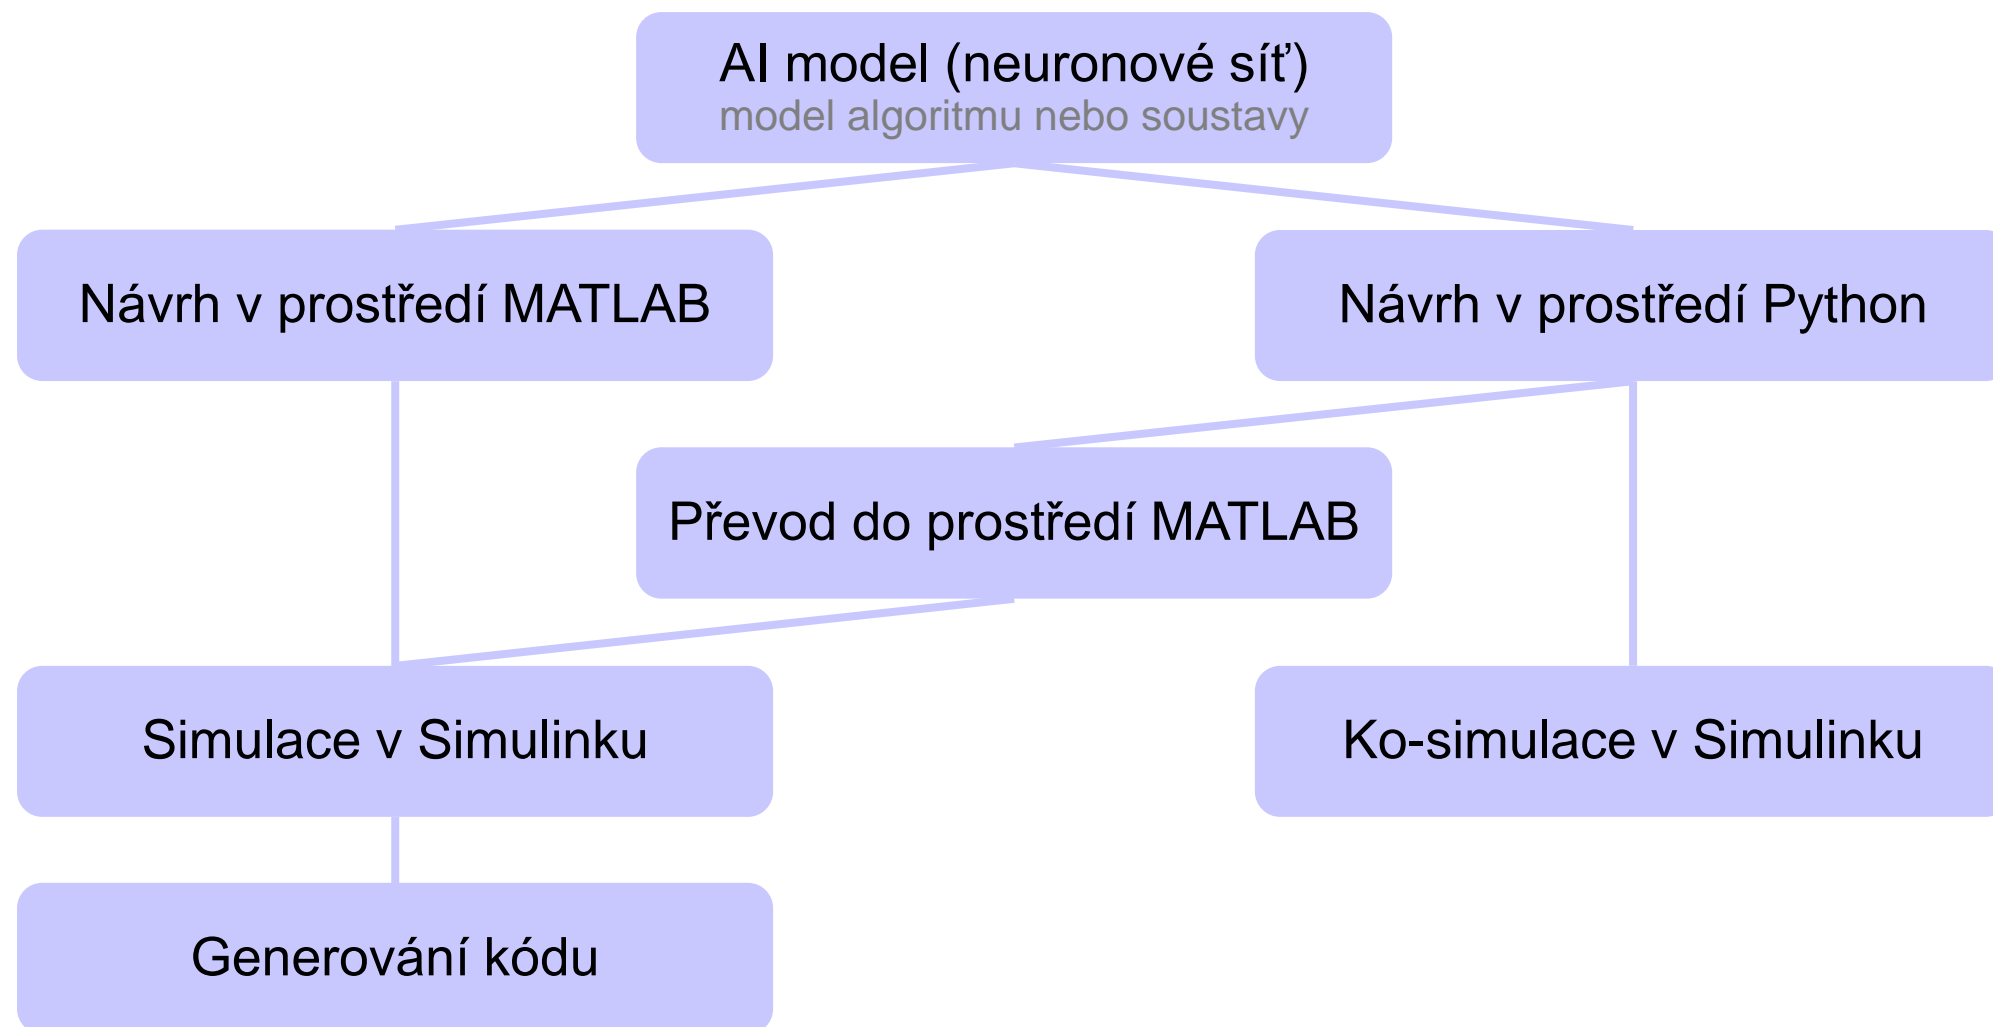 AI model (neuronové síť)
model algoritmu nebo soustavy
Návrh v prostředí MATLAB
Návrh v prostředí Python
Převod do prostředí MATLAB
Simulace v Simulinku
Ko-simulace v Simulinku
Generování kódu